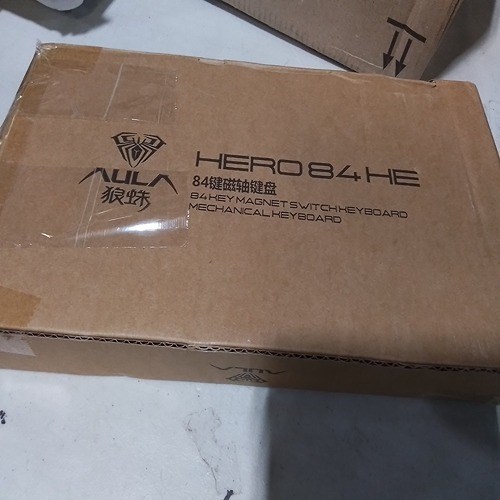 AULA
狼蛛
HERO 84 HE
84键磁轴键盘
84 KEY MAGNET SWITCH KEYBOARD
MECHANICAL KEYBOARD
AULA